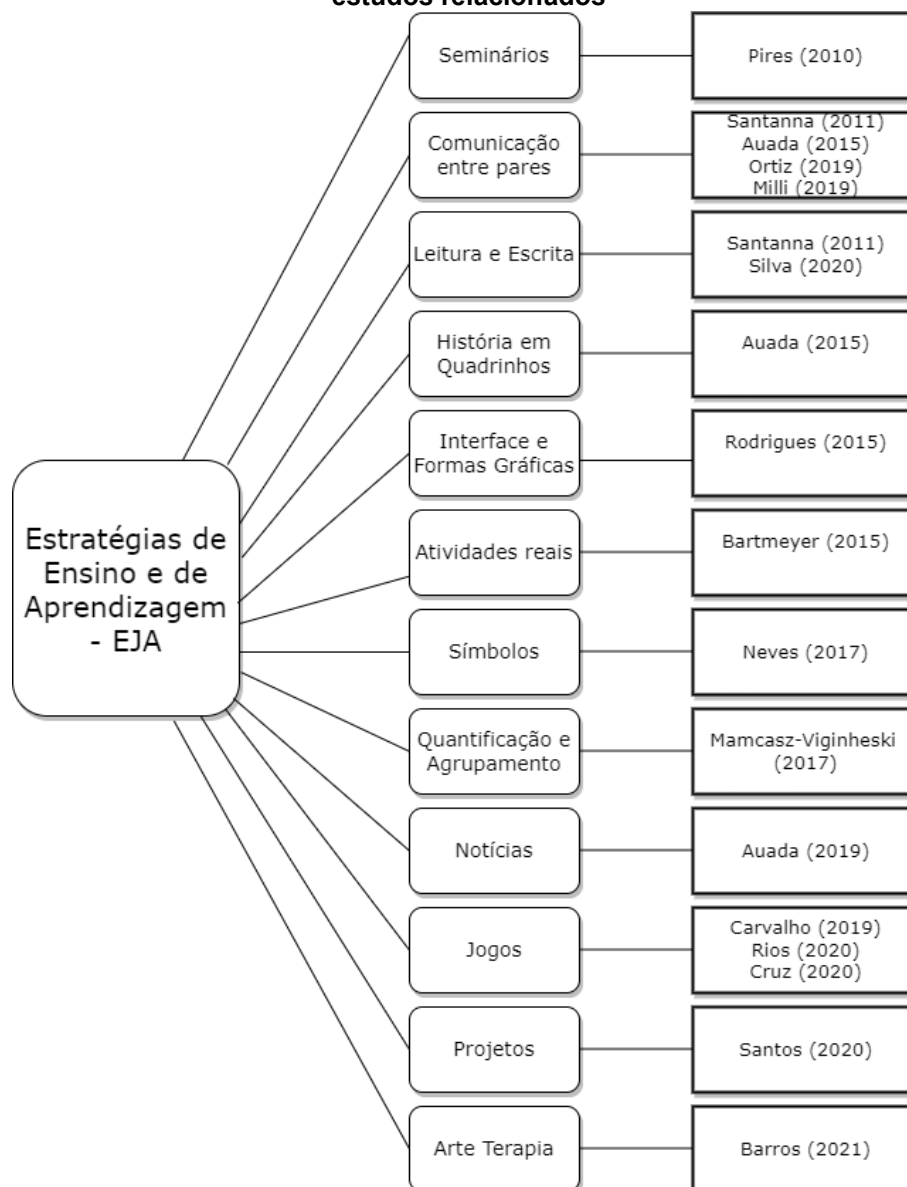 estudos relacionados
Seminários
Pires (2010)
Comunicação
entre pares
Santanna (2011)
Auada (2015)
Ortiz (2019)
Milli (2019)
Leitura e Escrita
Santanna (2011)
Silva (2020)
História em
Quadrinhos
Auada (2015)
Interface e
Formas Gráficas
Rodrigues (2015)
Estratégias de
Ensino e de
Aprendizagem
- EJA
Atividades reais
Bartmeyer (2015)
Símbolos
Neves (2017)
Quantificação e
Agrupamento
Mamcasz-Viginheski
(2017)
Notícias
Auada (2019)
Jogos
Carvalho (2019)
Rios (2020)
Cruz (2020)
Projetos
Santos (2020)
Arte Terapia
Barros (2021)